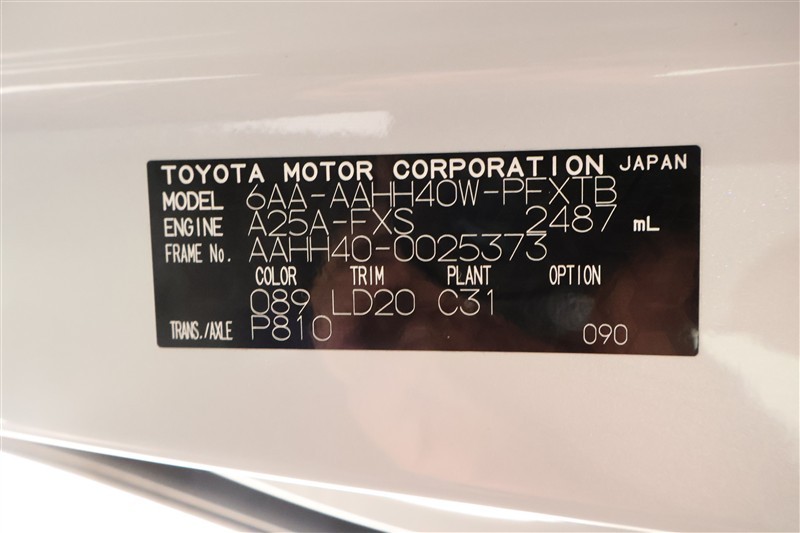 TOYOTA MOTOR CORPORATION JAPAN
MODEL 6AA-AAHH40W-PFXTB
ENGINE A25A-FXS 2487 mL
FRAME No. AAHH40-0025373
COLOR TRIM PLANT OPTION
089 LD20 C31
TRANS./AXLE P810 090